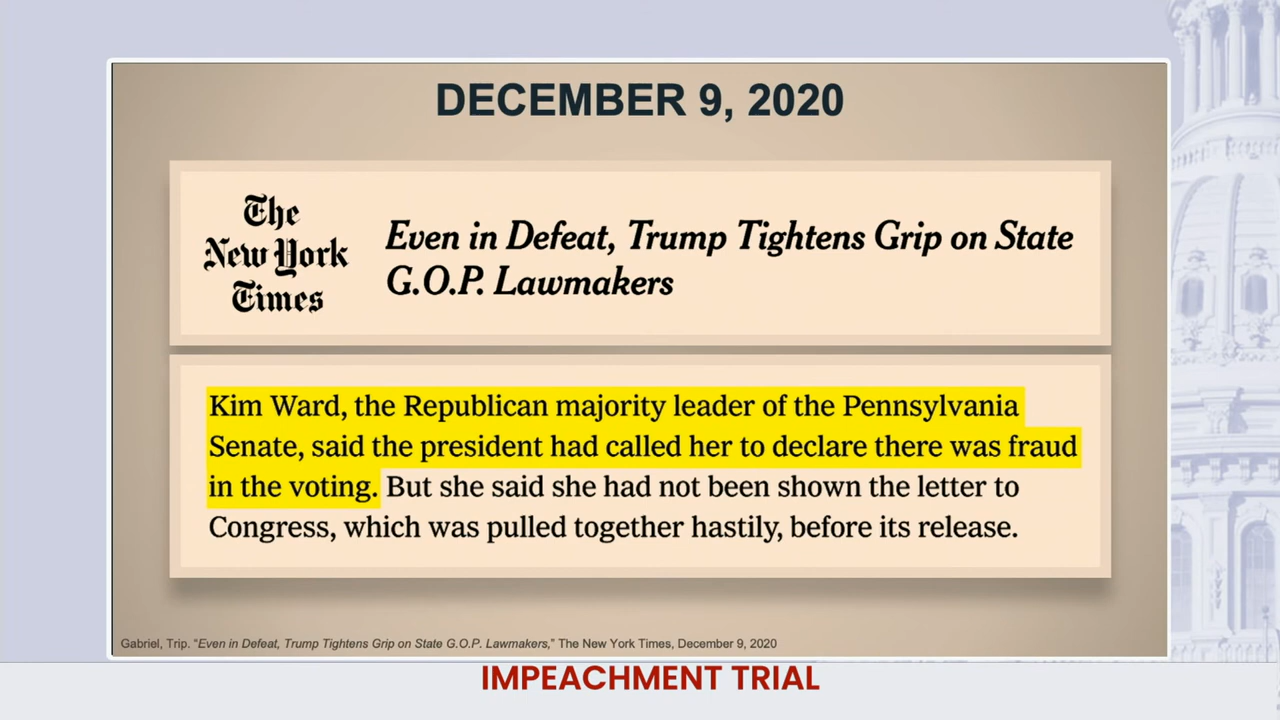 DECEMBER 9, 2020
The
New York
Times
Even in Defeat, Trump Tightens Grip on State
G.O.P. Lawmakers
Kim Ward, the Republican majority leader of the Pennsylvania
Senate, said the president had called her to declare there was fraud
in the voting. But she said she had not been shown the letter to
Congress, which was pulled together hastily, before its release.
Gabriel, Trip. "Even in Defeat, Trump Tightens Grip on State G.O.P. Lawmakers," The New York Times, December 9, 2020
IMPEACHMENT TRIAL